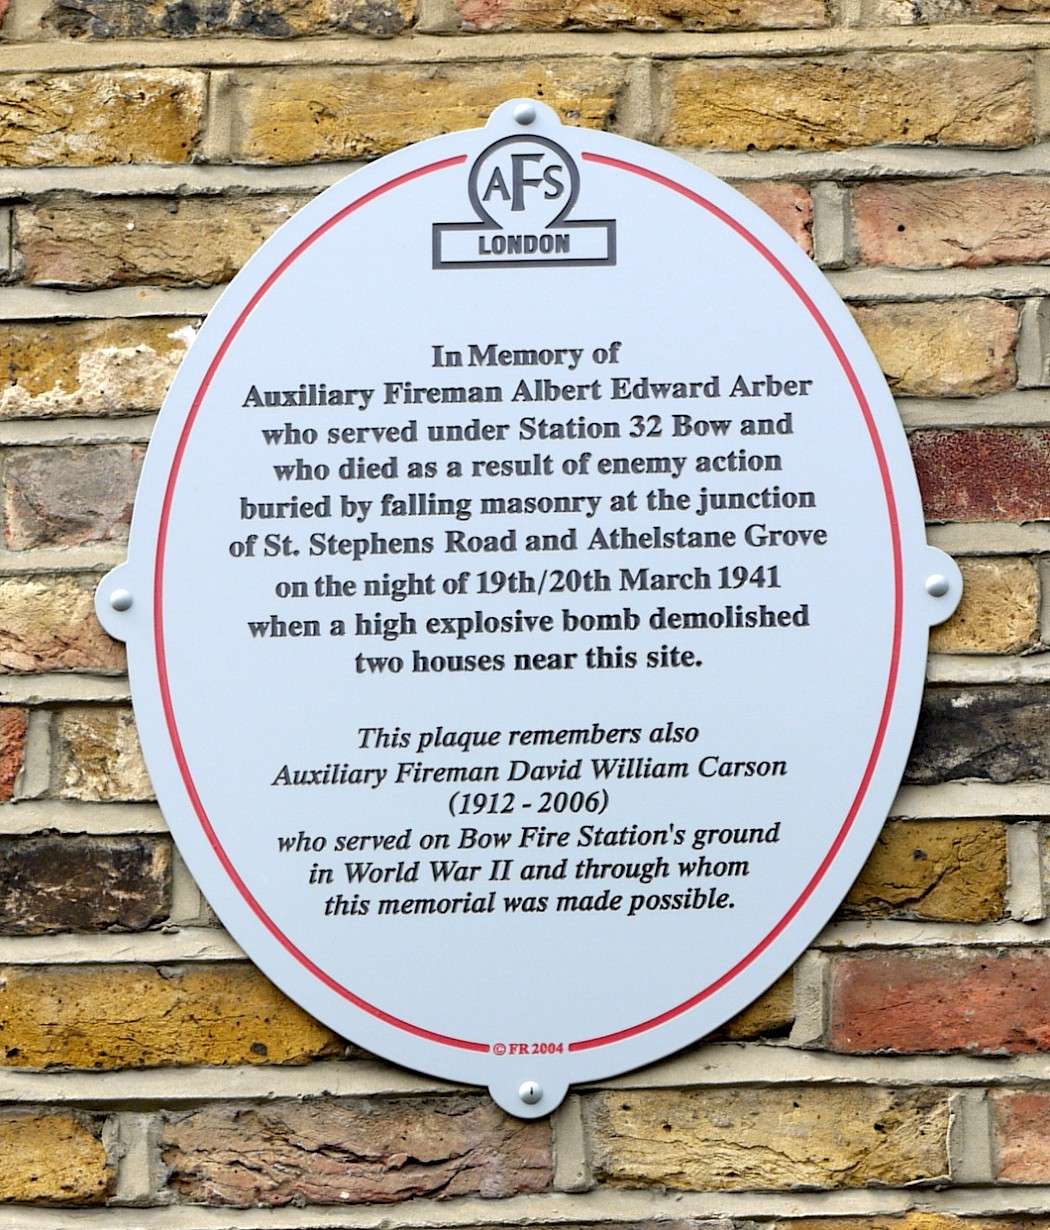 AFS
LONDON
In Memory of
Auxiliary Fireman Albert Edward Arber
who served under Station 32 Bow and
who died as a result of enemy action
buried by falling masonry at the junction
of St. Stephens Road and Athelstane Grove
on the night of 19th/20th March 1941
when a high explosive bomb demolished
two houses near this site.
This plaque remembers also
Auxiliary Fireman David William Carson
(1912 - 2006)
who served on Bow Fire Station's ground
in World War II and through whom
this memorial was made possible.
© FR 2004